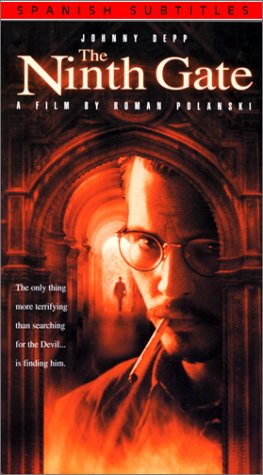 SPANISH SUBTITLES
JOHNNY DEPP
The
NINTH GATE
A FILM BY ROMAN POLANSKI
The only thing
more terrifying
than searching
for the Devil...
is finding him.